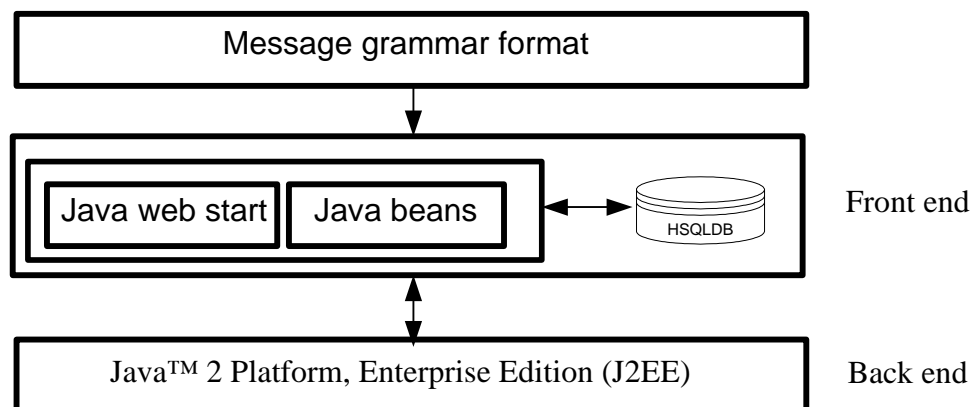 Message grammar format
Java web start
Java beans
HSQLDB
Front end
Java™ 2 Platform, Enterprise Edition (J2EE)
Back end